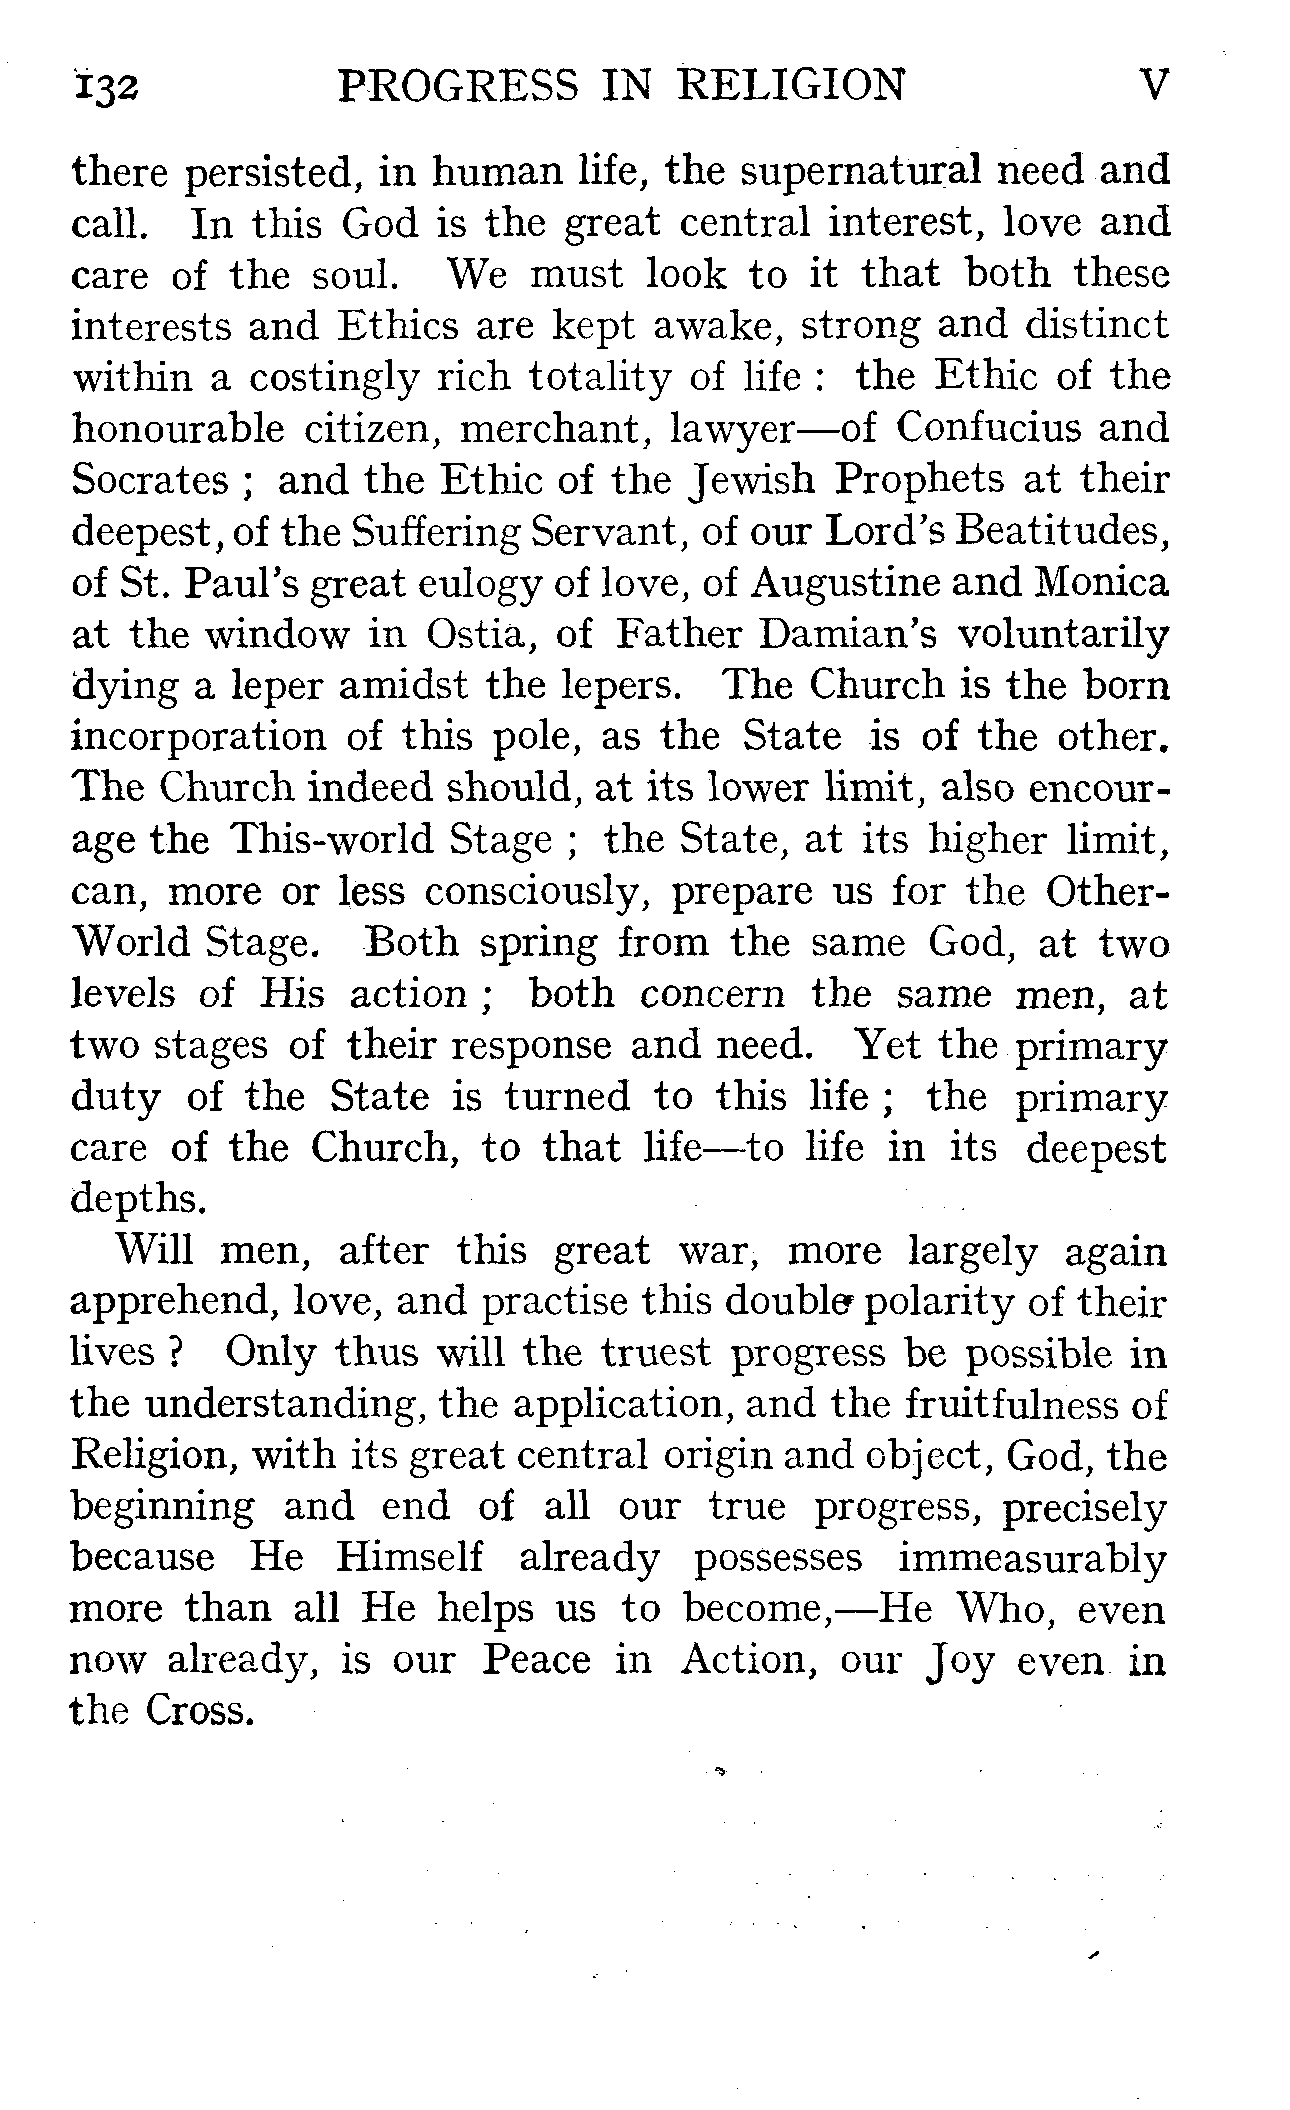 132 PROGRESS IN RELIGION V
there persisted, in human life, the supernatural need and
call. In this God is the great central interest, love and
care of the soul. We must look to it that both these
interests and Ethics are kept awake, strong and distinct
within a costingly rich totality of life : the Ethic of the
honourable citizen, merchant, lawyer—of Confucius and
Socrates ; and the Ethic of the Jewish Prophets at their
deepest, of the Suffering Servant, of our Lord's Beatitudes,
of St. Paul's great eulogy of love, of Augustine and Monica
at the window in Ostia, of Father Damian's voluntarily
dying a leper amidst the lepers. The Church is the born
incorporation of this pole, as the State is of the other.
The Church indeed should, at its lower limit, also encour-
age the This-world Stage ; the State, at its higher limit,
can, more or less consciously, prepare us for the Other-
World Stage. Both spring from the same God, at two
levels of His action ; both concern the same men, at
two stages of their response and need. Yet the primary
duty of the State is turned to this life ; the primary
care of the Church, to that life—to life in its deepest
depths.
Will men, after this great war, more largely again
apprehend, love, and practise this double polarity of their
lives ? Only thus will the truest progress be possible in
the understanding, the application, and the fruitfulness of
Religion, with its great central origin and object, God, the
beginning and end of all our true progress, precisely
because He Himself already possesses immeasurably
more than all He helps us to become,—He Who, even
now already, is our Peace in Action, our Joy even in
the Cross.